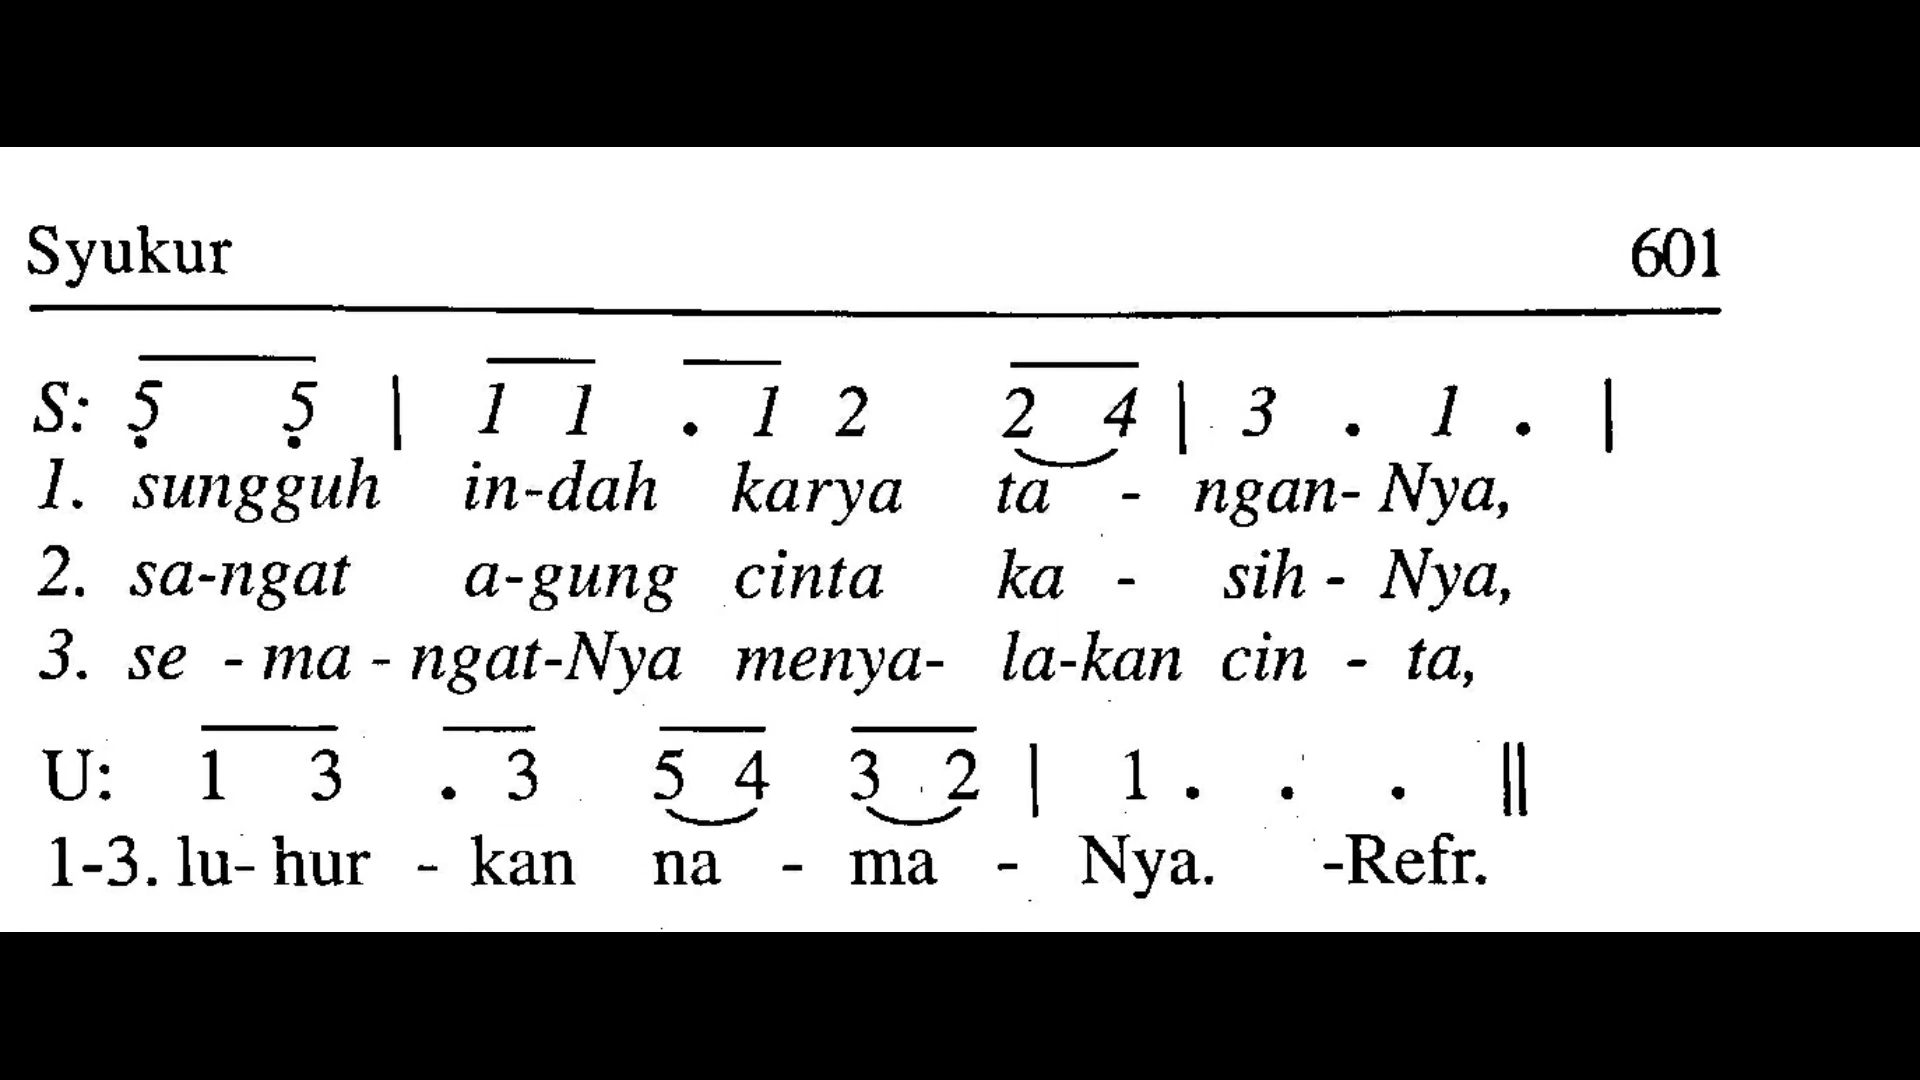 Syukur 601
S: 5̣ 5̣ | 1 1 . 1 2 2 4 | 3 . 1 . |
1. sungguh in-dah karya ta - ngan- Nya,
2. sa-ngat a-gung cinta ka - sih - Nya,
3. se - ma - ngat-Nya menya- la-kan cin - ta,
U: 1 3 . 3 5 4 3 2 | 1 . . . ||
1-3. lu- hur - kan na - ma - Nya. -Refr.